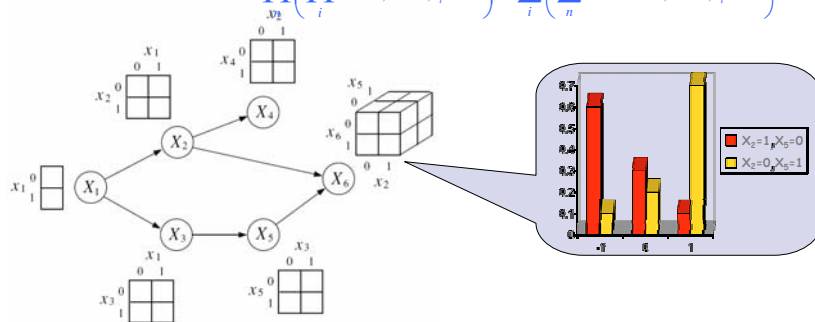 x₂
0 1
x₁
0 1
x₄ 0
1
x₂ 0
1
x₅
0 1
x₆ 0
1
0 1
x₂
X₄
X₂
x₁ 0
1
X₁
X₆
X₃
X₅
x₁
0 1
x₃ 0
1
x₃
0 1
x₅ 0
1
0.7
0.6
0.5
0.4
0.3
0.2
0.1
0
-1 0 1
X₂=1,X₅=0
X₂=0,X₅=1